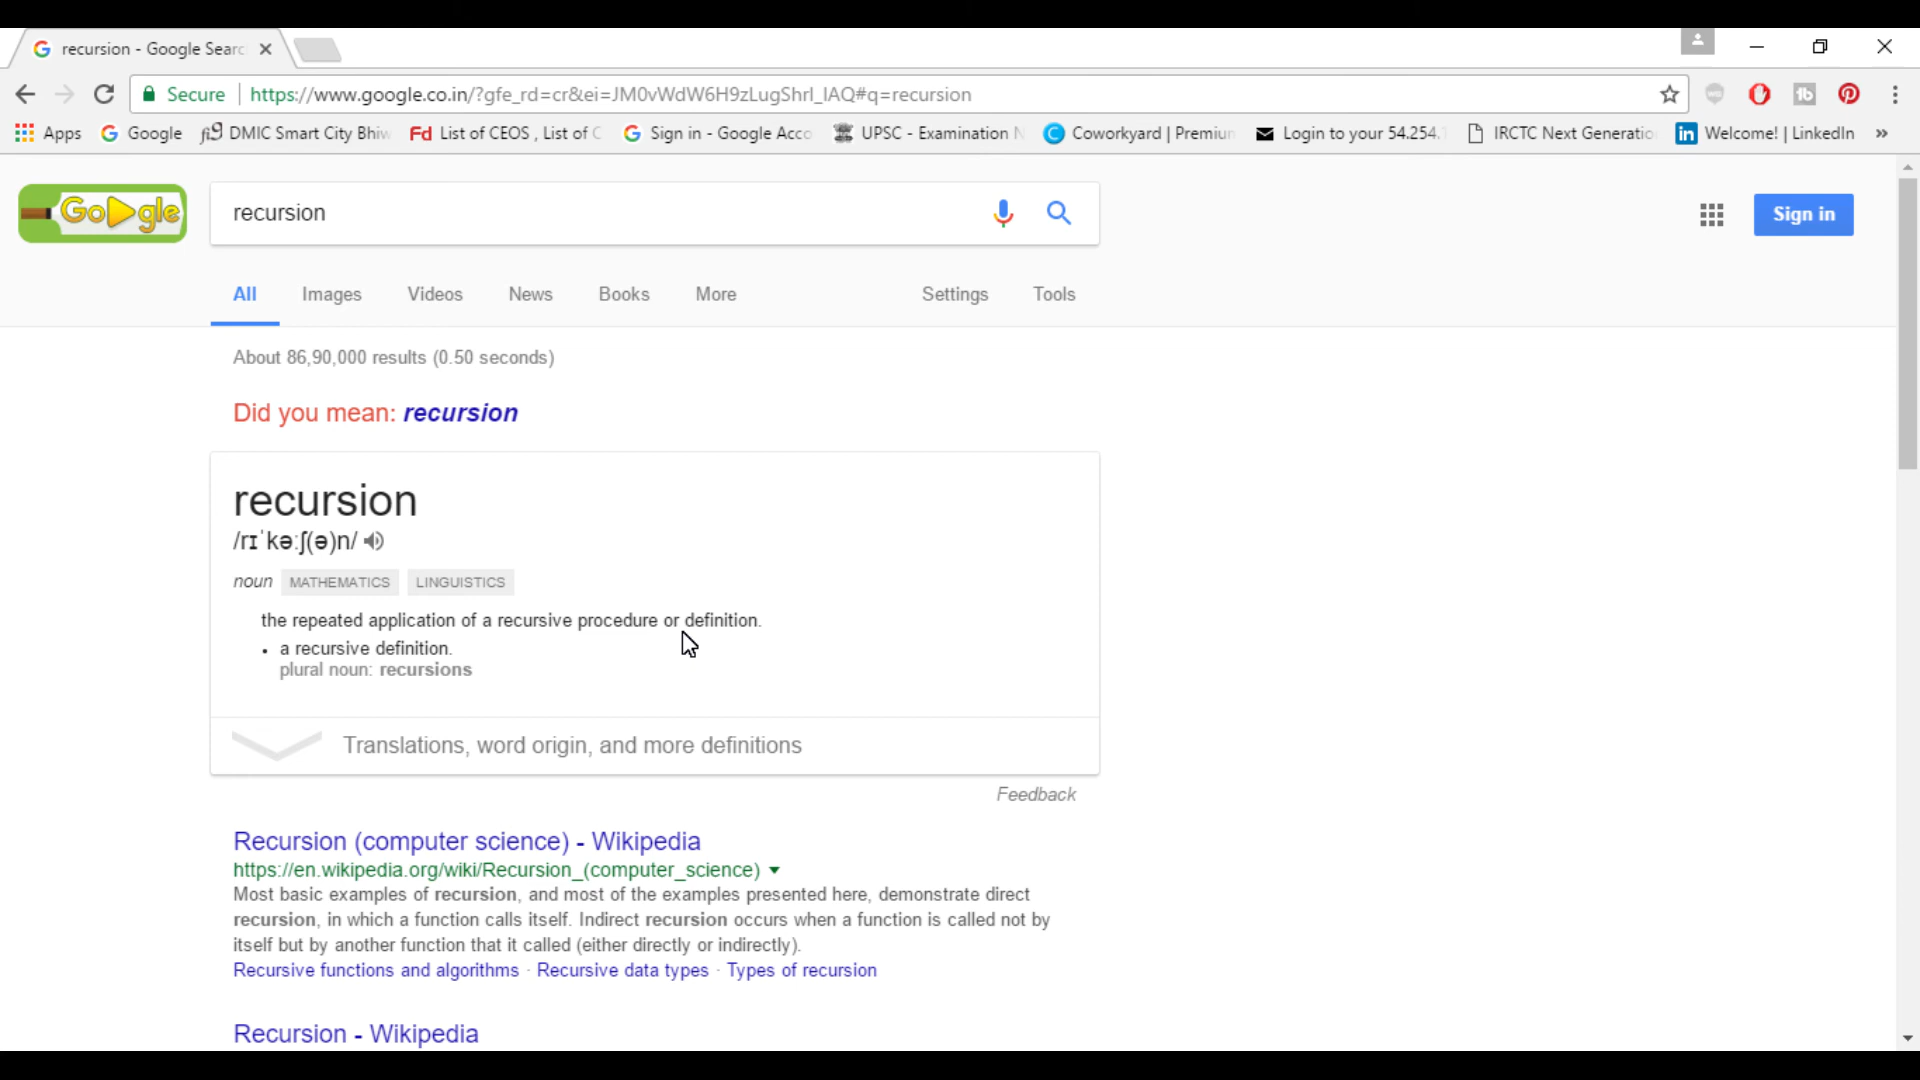 recursion - Google Searc
Secure https://www.google.co.in/?gfe_rd=cr&ei=JM0vWdW6H9zLugShrl_IAQ#q=recursion
Apps Google DMIC Smart City Bhiw List of CEOS , List of C Sign in - Google Acco UPSC - Examination N Coworkyard | Premium Login to your 54.254. IRCTC Next Generatio Welcome! | LinkedIn »
Google recursion Sign in
All Images Videos News Books More Settings Tools
About 86,90,000 results (0.50 seconds)
Did you mean: recursion
recursion
/rɪˈkəːʃ(ə)n/
noun MATHEMATICS LINGUISTICS
the repeated application of a recursive procedure or definition.
• a recursive definition.
plural noun: recursions
Translations, word origin, and more definitions
Feedback
Recursion (computer science) - Wikipedia
https://en.wikipedia.org/wiki/Recursion_(computer_science)
Most basic examples of recursion, and most of the examples presented here, demonstrate direct
recursion, in which a function calls itself. Indirect recursion occurs when a function is called not by
itself but by another function that it called (either directly or indirectly).
Recursive functions and algorithms · Recursive data types · Types of recursion
Recursion - Wikipedia